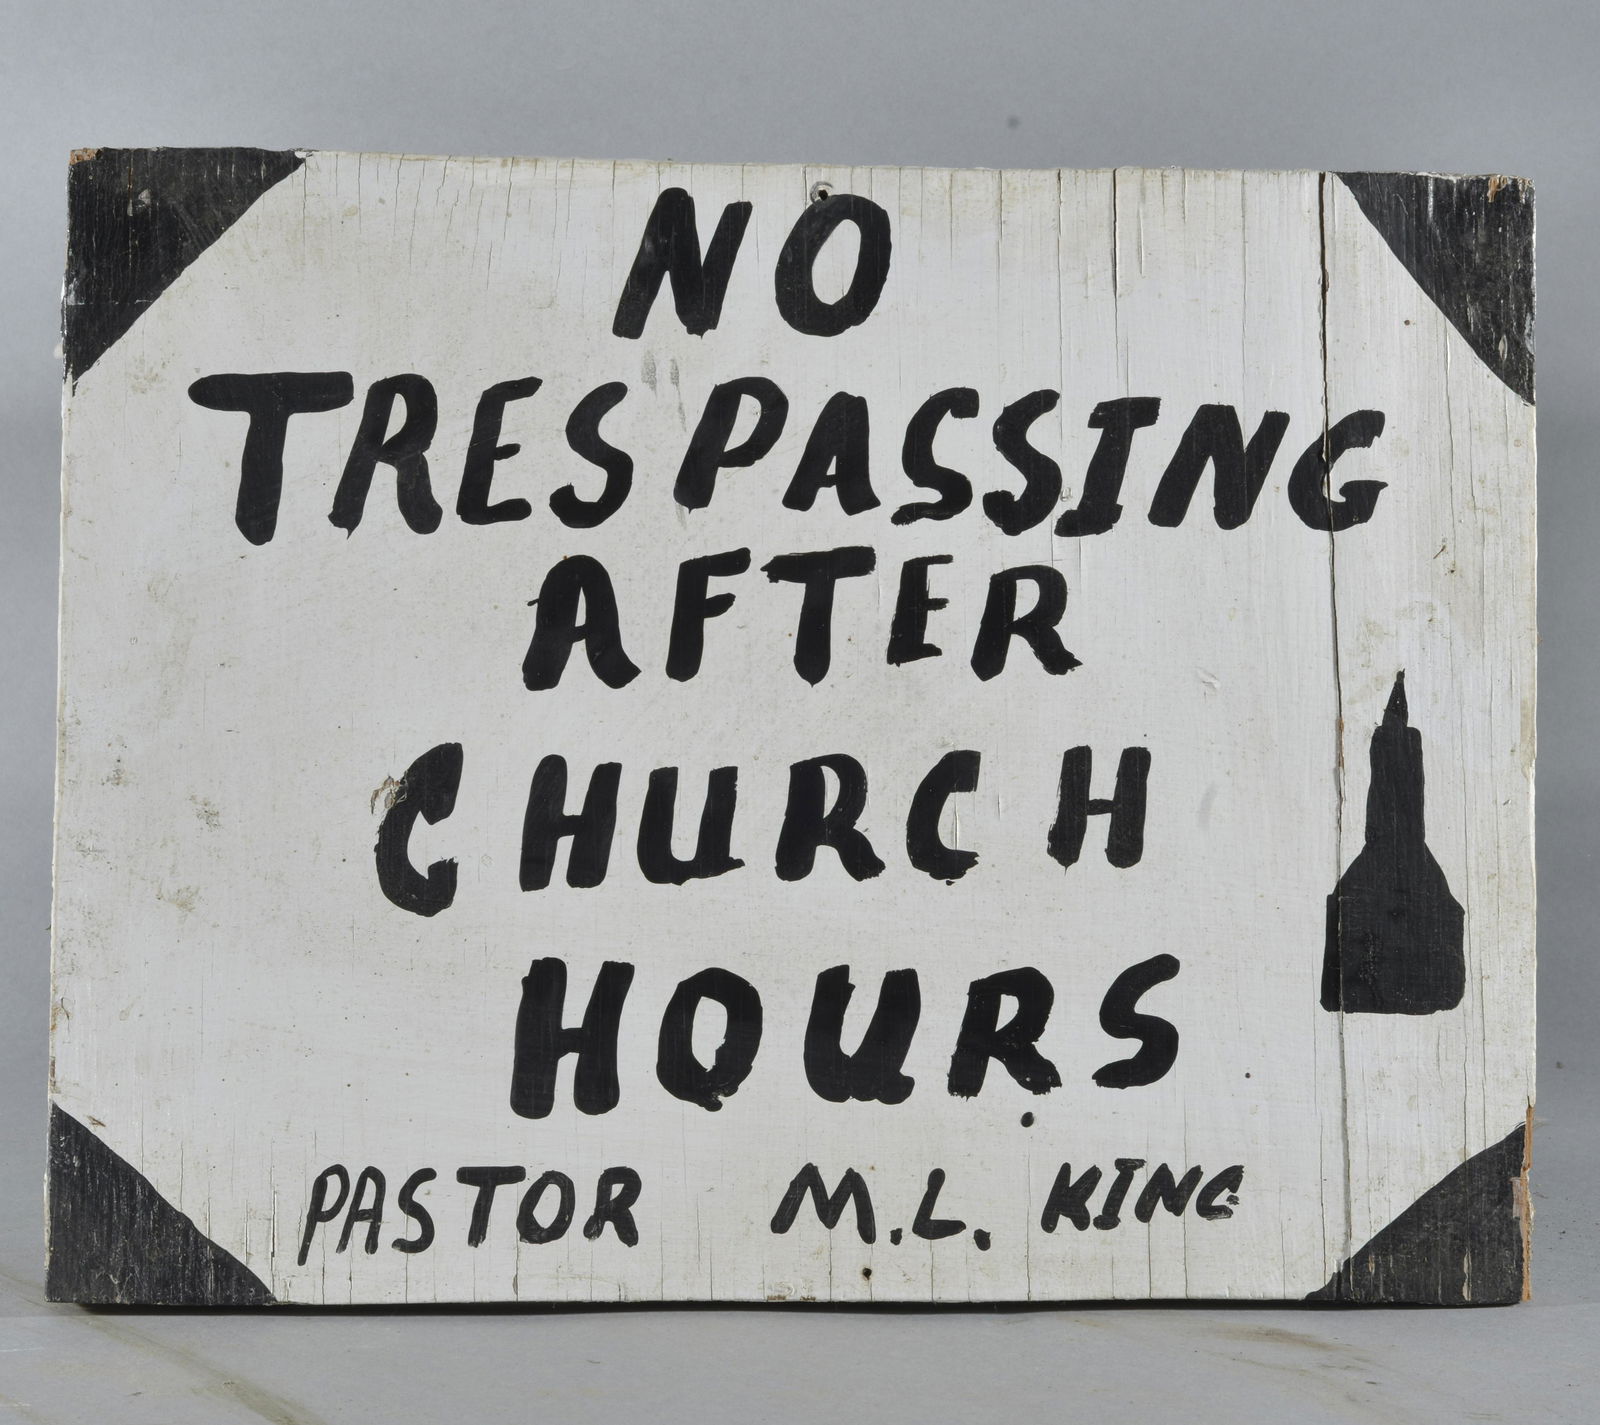 NO
TRESPASSING
AFTER
CHURCH
HOURS
PASTOR M.L. KING